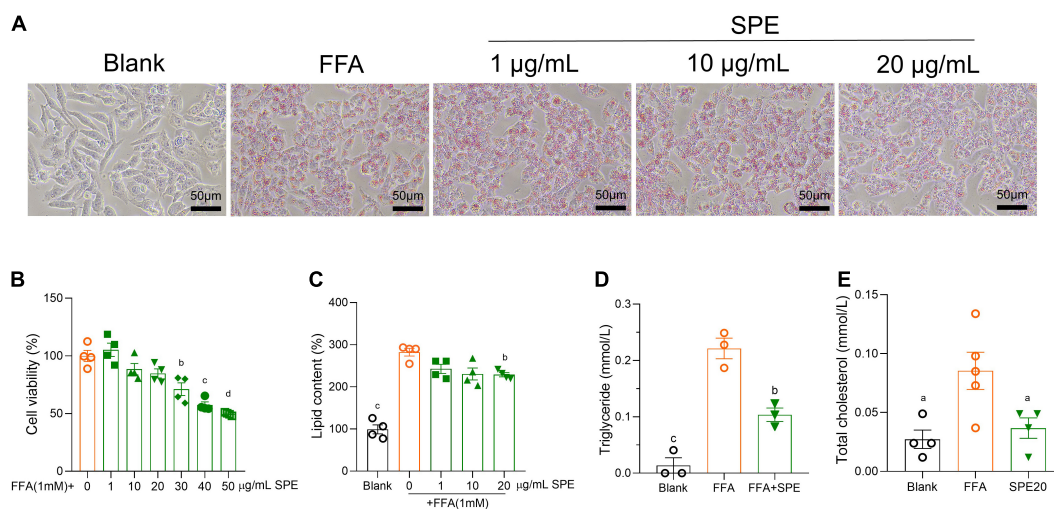 A
SPE
Blank FFA 1 μg/mL 10 μg/mL 20 μg/mL
50μm 50μm 50μm 50μm 50μm
B
Cell viability (%)
150
100
50
0
b
c
d
FFA(1mM)+ 0 1 10 20 30 40 50 μg/mL SPE
C
Lipid content (%)
400
300
200
100
0
c
b
Blank 0 1 10 20 μg/mL SPE
+FFA(1mM)
D
Triglyceride (mmol/L)
0.3
0.2
0.1
0.0
c
b
Blank FFA FFA+SPE
E
Total cholesterol (mmol/L)
0.15
0.10
0.05
0.00
a
a
Blank FFA SPE20